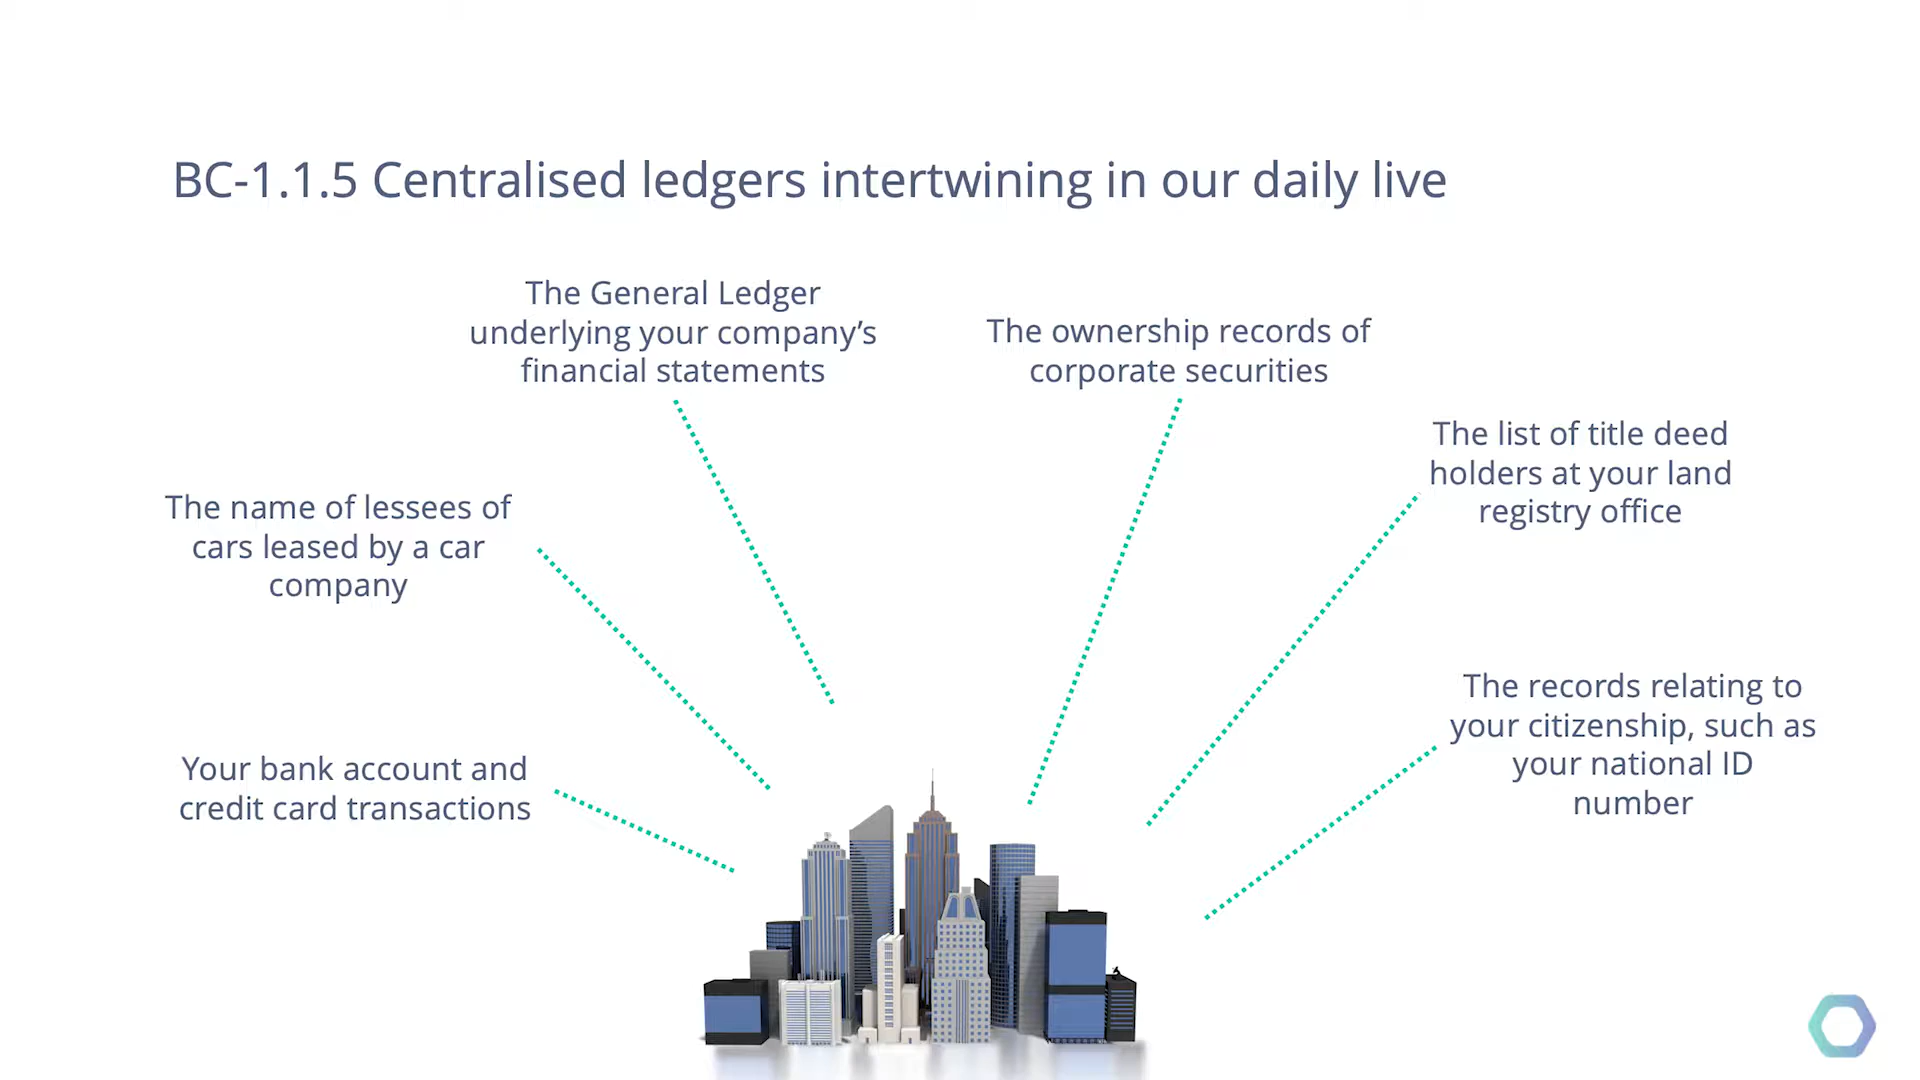 BC-1.1.5 Centralised ledgers intertwining in our daily live
The General Ledger
underlying your company’s
financial statements
The ownership records of
corporate securities
The list of title deed
holders at your land
registry office
The name of lessees of
cars leased by a car
company
The records relating to
your citizenship, such as
your national ID
number
Your bank account and
credit card transactions